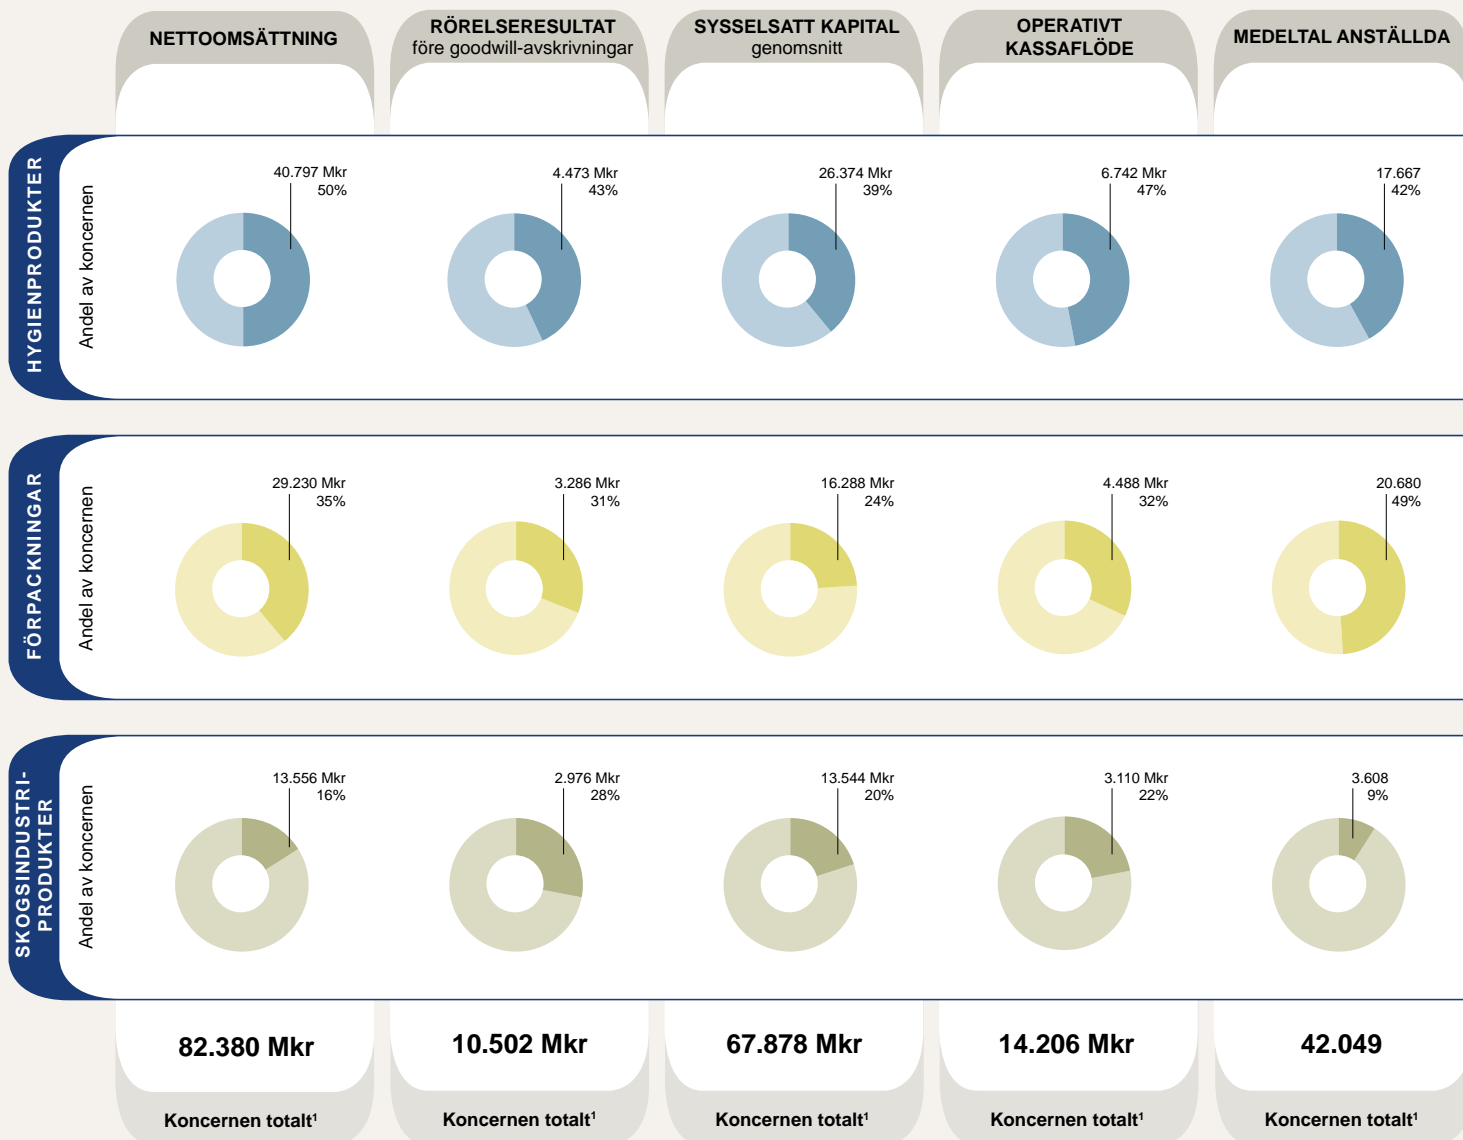 NETTOOMSÄTTNING
RÖRELSERESULTAT
före goodwill-avskrivningar
SYSSELSATT KAPITAL
genomsnitt
OPERATIVT
KASSAFLÖDE
MEDELTAL ANSTÄLLDA
HYGIENPRODUKTER
Andel av koncernen
40.797 Mkr
50%
4.473 Mkr
43%
26.374 Mkr
39%
6.742 Mkr
47%
17.667
42%
FÖRPACKNINGAR
Andel av koncernen
29.230 Mkr
35%
3.286 Mkr
31%
16.288 Mkr
24%
4.488 Mkr
32%
20.680
49%
SKOGSINDUSTRI-
PRODUKTER
Andel av koncernen
13.556 Mkr
16%
2.976 Mkr
28%
13.544 Mkr
20%
3.110 Mkr
22%
3.608
9%
82.380 Mkr
10.502 Mkr
67.878 Mkr
14.206 Mkr
42.049
Koncernen totalt¹
Koncernen totalt¹
Koncernen totalt¹
Koncernen totalt¹
Koncernen totalt¹